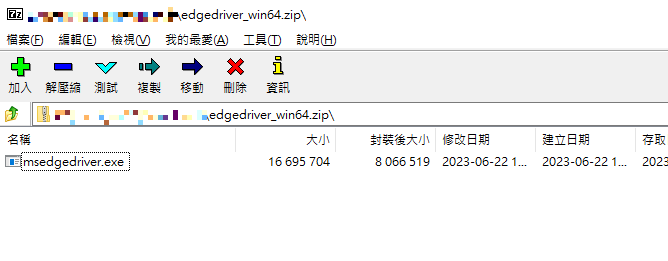 7z \edgedriver_win64.zip\
檔案(F) 編輯(E) 檢視(V) 我的最愛(A) 工具(T) 說明(H)
加入 解壓縮 測試 複製 移動 刪除 資訊
\edgedriver_win64.zip\
名稱 大小 封裝後大小 修改日期 建立日期 存取
msedgedriver.exe 16 695 704 8 066 519 2023-06-22 1... 2023-06-22 1... 2023